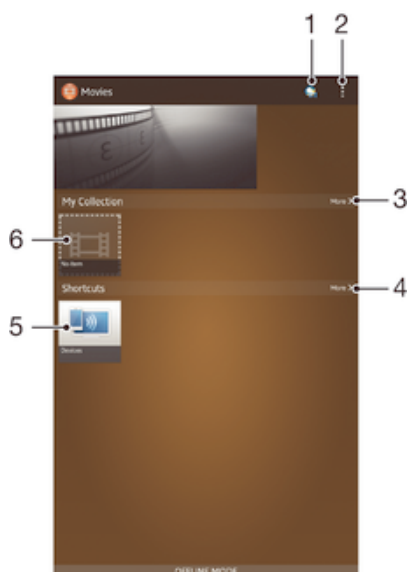 1 2
Movies
My Collection More
3
6
No item
Shortcuts More
4
5
Devices
OFFLINE MODE